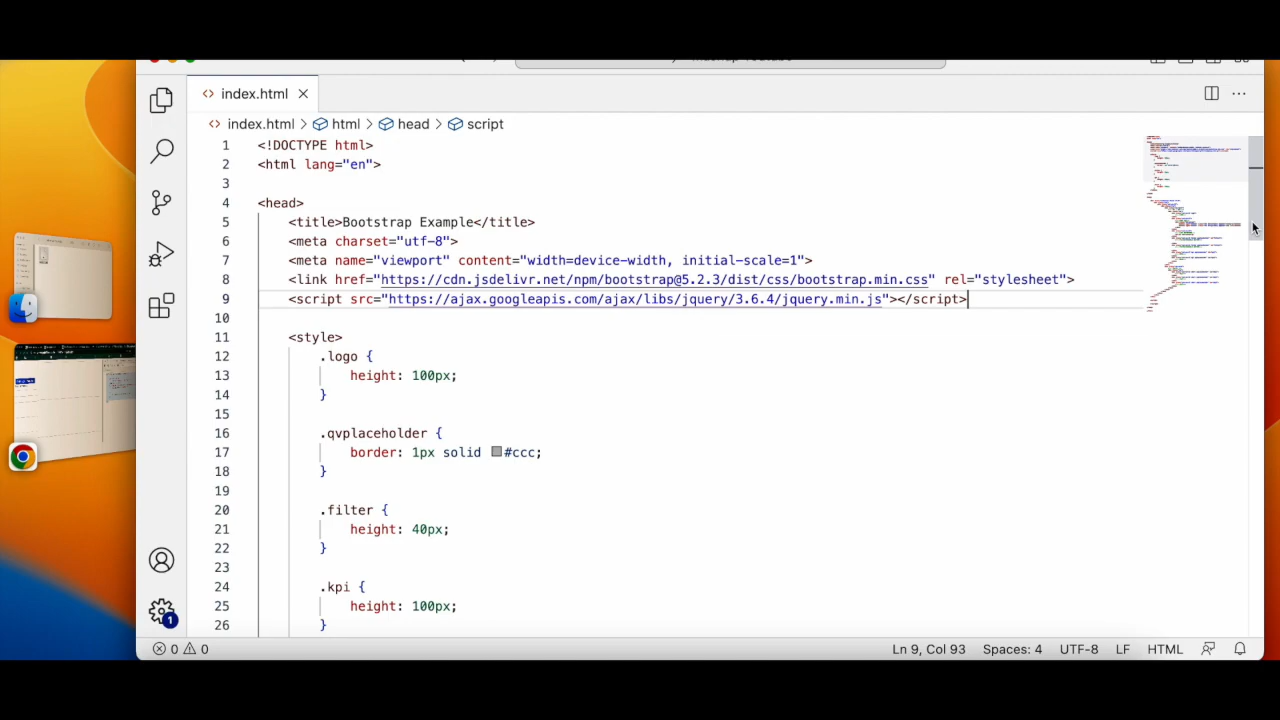 index.html
index.html > html > head > script
1 <!DOCTYPE html>
2 <html lang="en">
3
4 <head>
5 <title>Bootstrap Example</title>
6 <meta charset="utf-8">
7 <meta name="viewport" content="width=device-width, initial-scale=1">
8 <link href="https://cdn.jsdelivr.net/npm/bootstrap@5.2.3/dist/css/bootstrap.min.css" rel="stylesheet">
9 <script src="https://ajax.googleapis.com/ajax/libs/jquery/3.6.4/jquery.min.js"></script>
10
11 <style>
12 .logo {
13 height: 100px;
14 }
15
16 .qvplaceholder {
17 border: 1px solid #ccc;
18 }
19
20 .filter {
21 height: 40px;
22 }
23
24 .kpi {
25 height: 100px;
26 }
0 0 Ln 9, Col 93 Spaces: 4 UTF-8 LF HTML
1